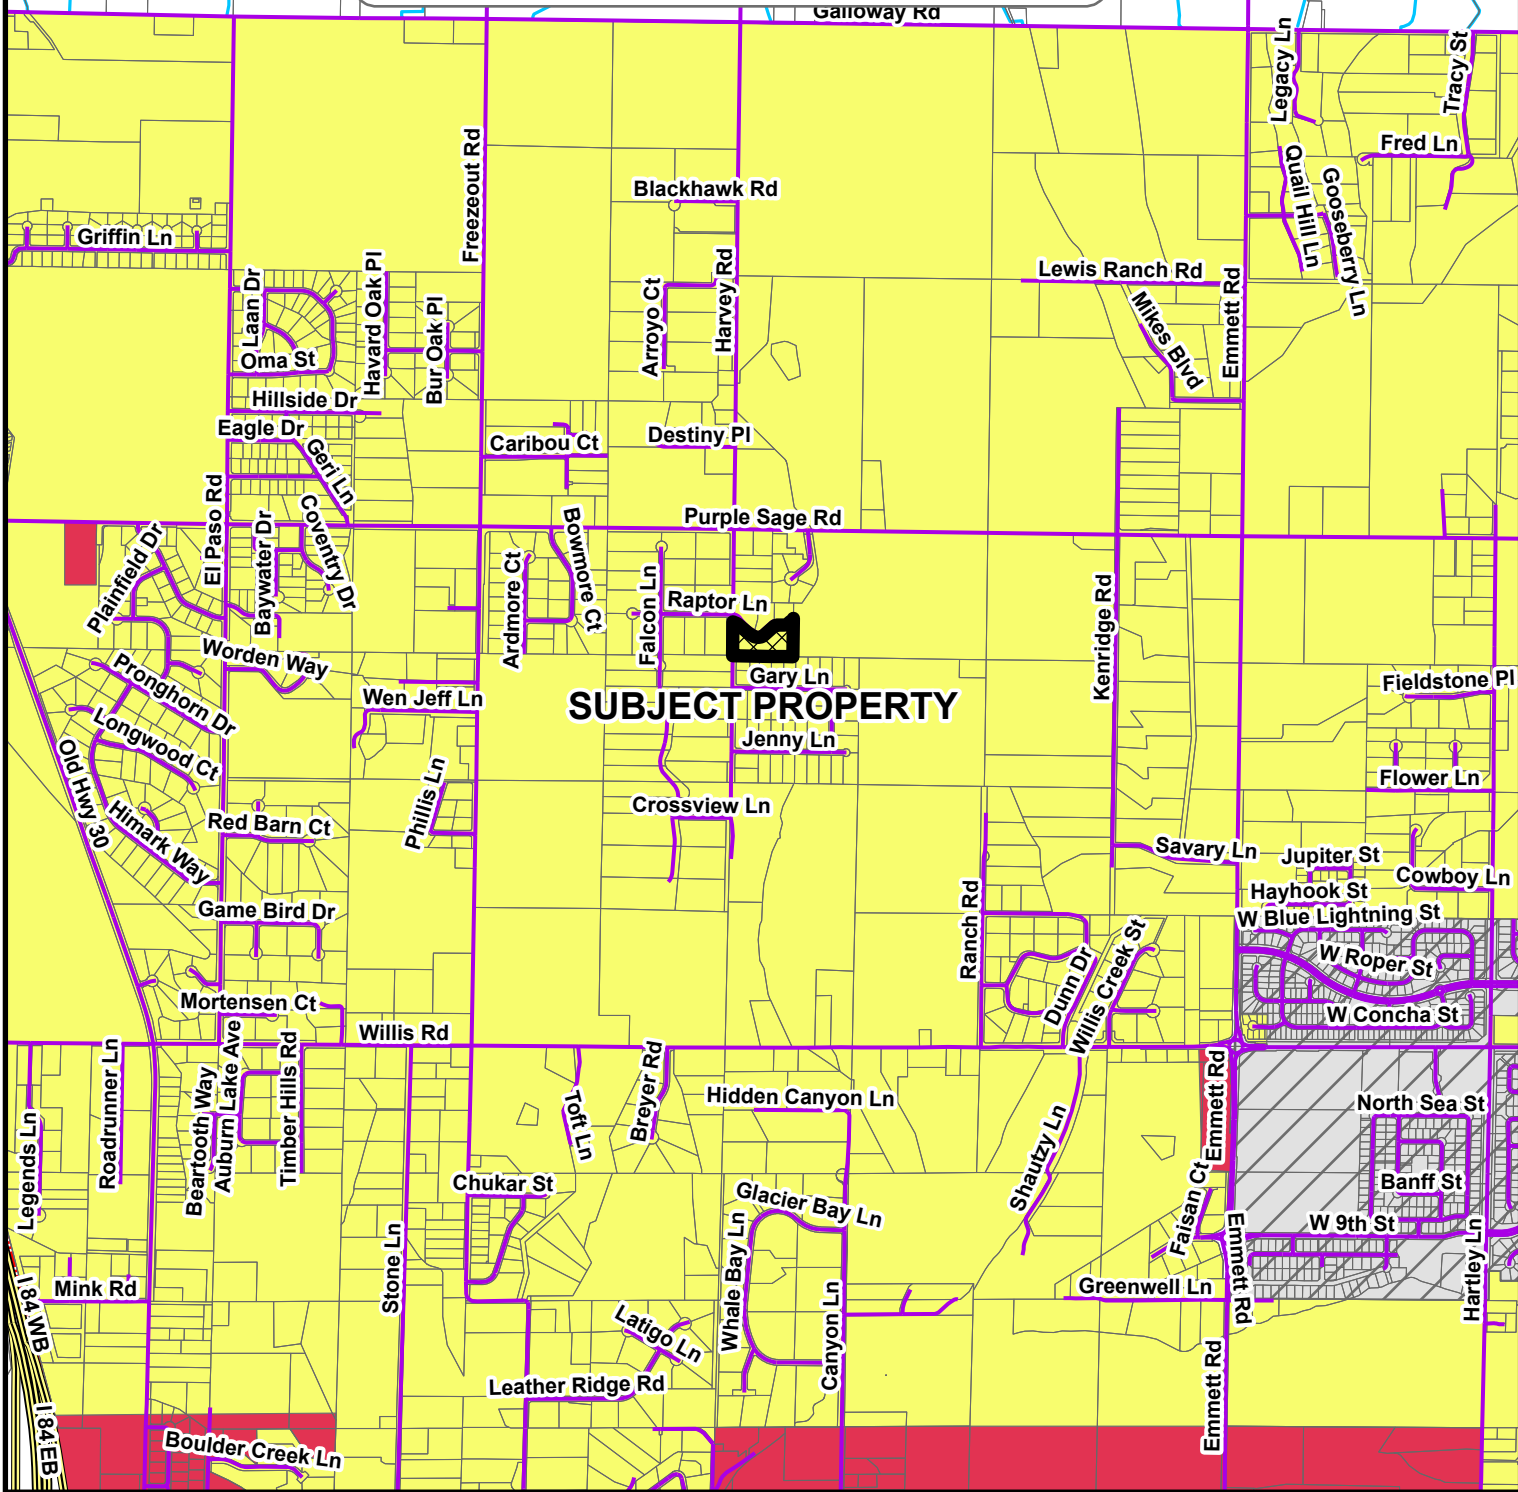 Galloway Rd
Legacy Ln
Tracy St
Fred Ln
Freezeout Rd
Blackhawk Rd
Quail Hill Ln
Gooseberry Ln
Griffin Ln
Laan Dr
Havard Oak Pl
Bur Oak Pl
Arroyo Ct
Harvey Rd
Lewis Ranch Rd
Emmett Rd
Mikes Blvd
Oma St
Hillside Dr
Eagle Dr
Geri Ln
Caribou Ct
Destiny Pl
El Paso Rd
Purple Sage Rd
Plainfield Dr
Baywater Dr
Coventry Dr
Ardmore Ct
Bowmore Ct
Falcon Ln
Raptor Ln
Kenridge Rd
Worden Way
Pronghorn Dr
Wen Jeff Ln
Gary Ln
SUBJECT PROPERTY
Fieldstone Pl
Longwood Ct
Jenny Ln
Old Hwy 30
Phillis Ln
Flower Ln
Himark Way
Red Barn Ct
Crossview Ln
Savary Ln
Jupiter St
Cowboy Ln
Hayhook St
Game Bird Dr
Ranch Rd
W Blue Lightning St
W Roper St
Dunn Dr
Willis Creek St
Mortensen Ct
W Concha St
Willis Rd
Roadrunner Ln
Legends Ln
Beartooth Way
Auburn Lake Ave
Timber Hills Rd
Toft Ln
Breyer Rd
Hidden Canyon Ln
Emmett Rd
North Sea St
Shautzy Ln
Chukar St
Banff St
Glacier Bay Ln
Faisan Ct
W 9th St
Stone Ln
Whale Bay Ln
Emmett Rd
Hartley Ln
Mink Rd
Greenwell Ln
I 84 WB
Latigo Ln
Canyon Ln
Leather Ridge Rd
Emmett Rd
I 84 EB
Boulder Creek Ln